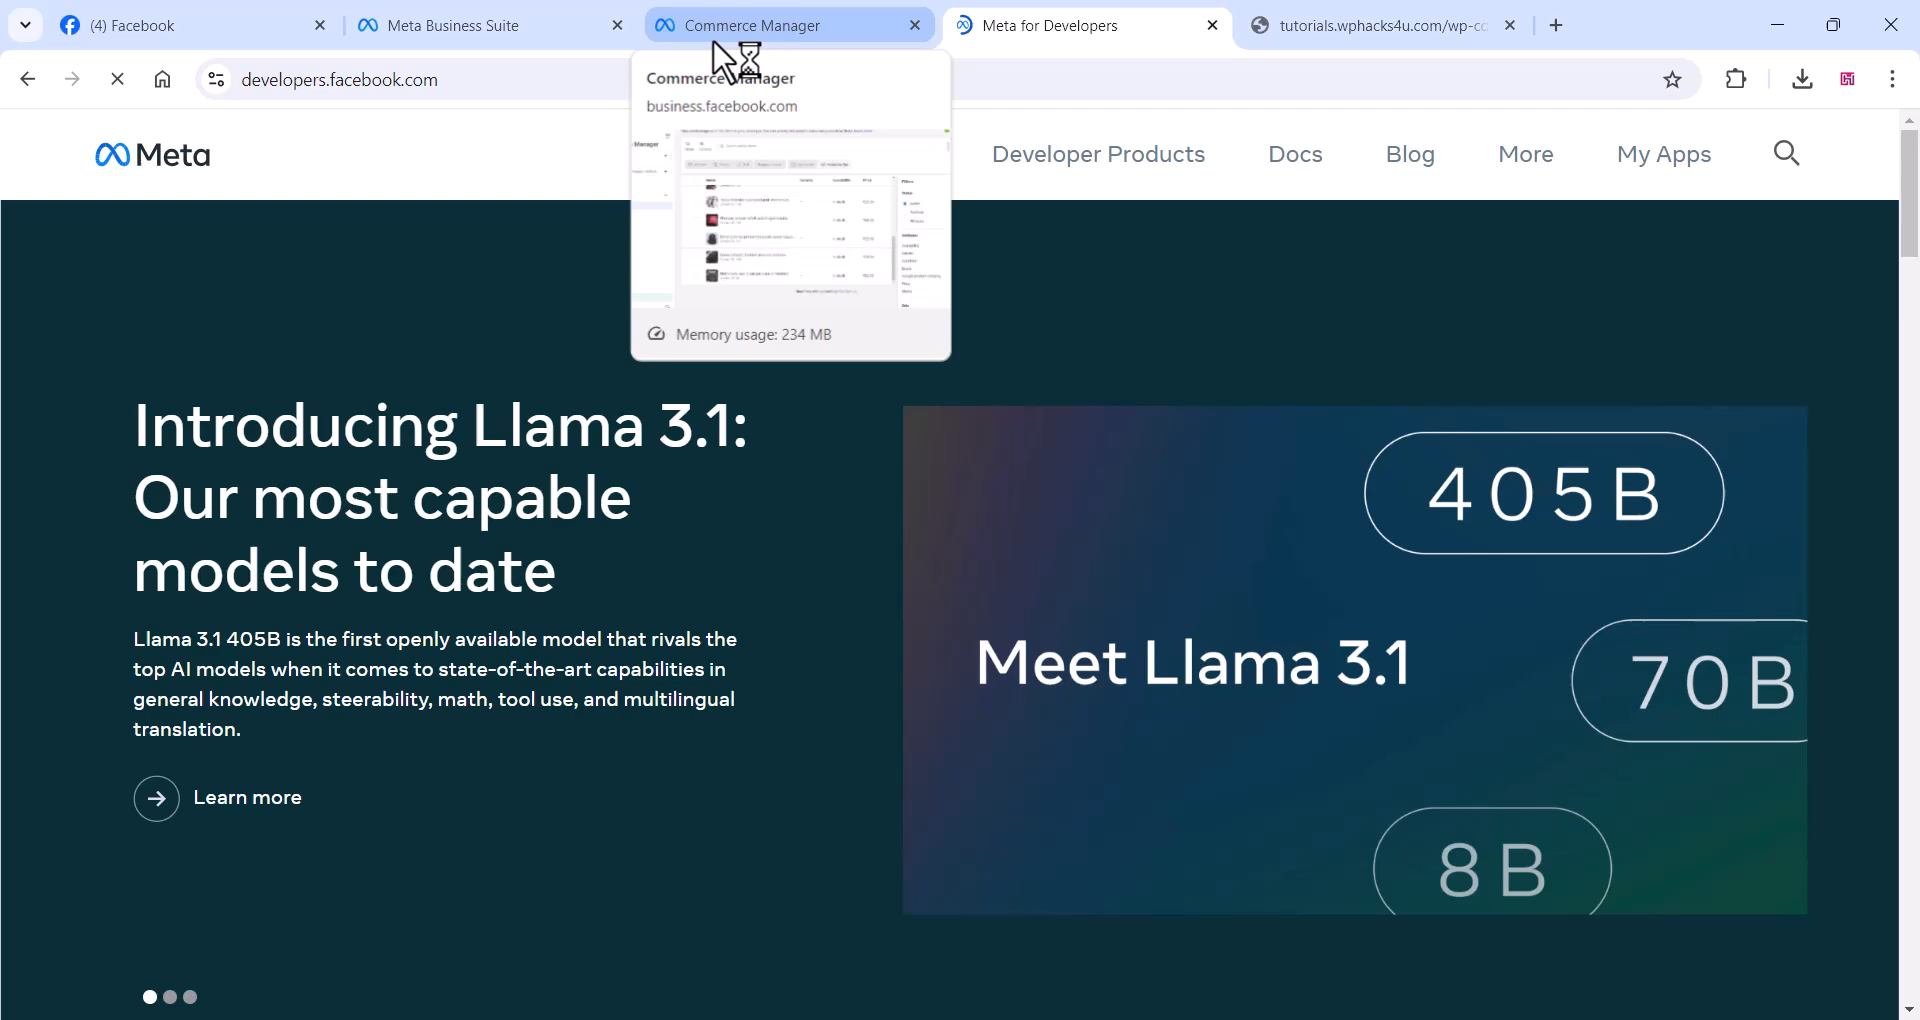 (4) Facebook
Meta Business Suite
Commerce Manager
Meta for Developers
tutorials.wphacks4u.com/wp-cc
developers.facebook.com
Commerce Manager
business.facebook.com
Memory usage: 234 MB
Meta
Developer Products
Docs
Blog
More
My Apps
Introducing Llama 3.1:
Our most capable
models to date
Llama 3.1 405B is the first openly available model that rivals the
top AI models when it comes to state-of-the-art capabilities in
general knowledge, steerability, math, tool use, and multilingual
translation.
Learn more
405B
Meet Llama 3.1
70B
8B